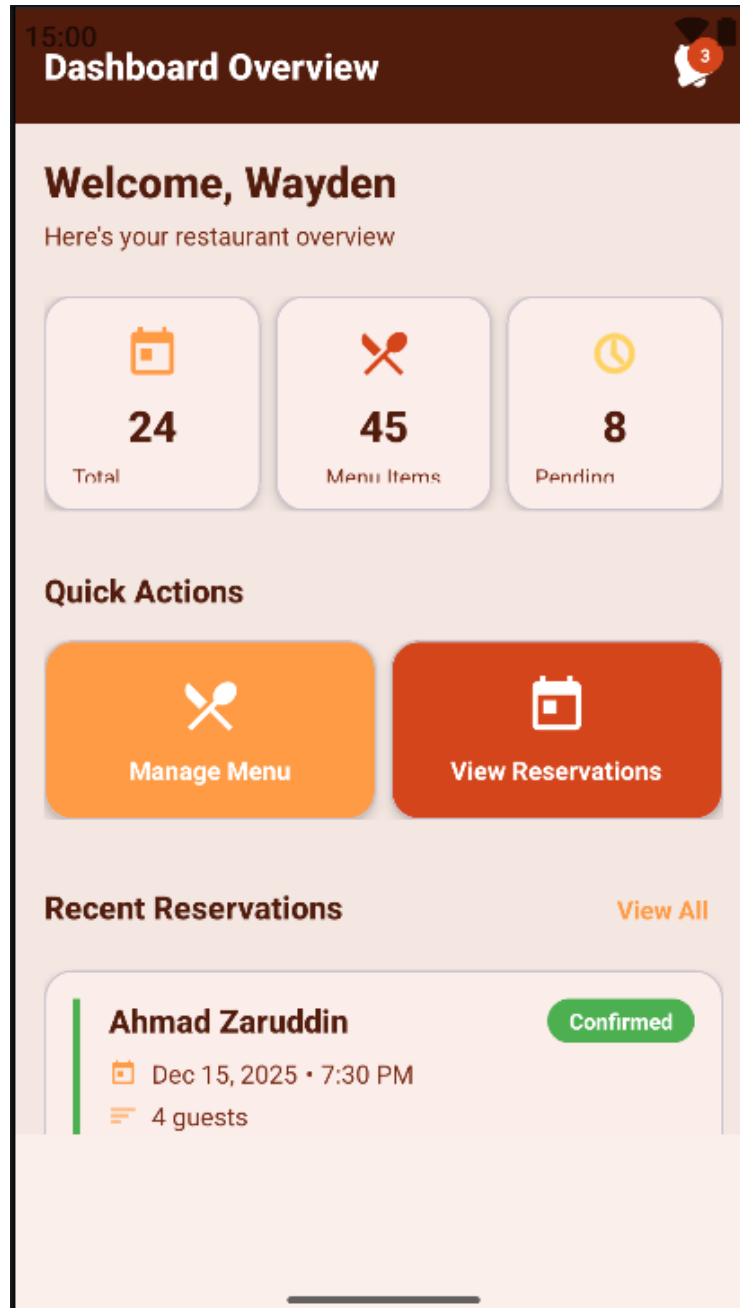 15:00
Dashboard Overview
3
Welcome, Wayden
Here's your restaurant overview
24
45
8
Total
Menu Items
Pending
Quick Actions
Manage Menu
View Reservations
Recent Reservations
View All
Ahmad Zaruddin
Confirmed
Dec 15, 2025 • 7:30 PM
4 guests